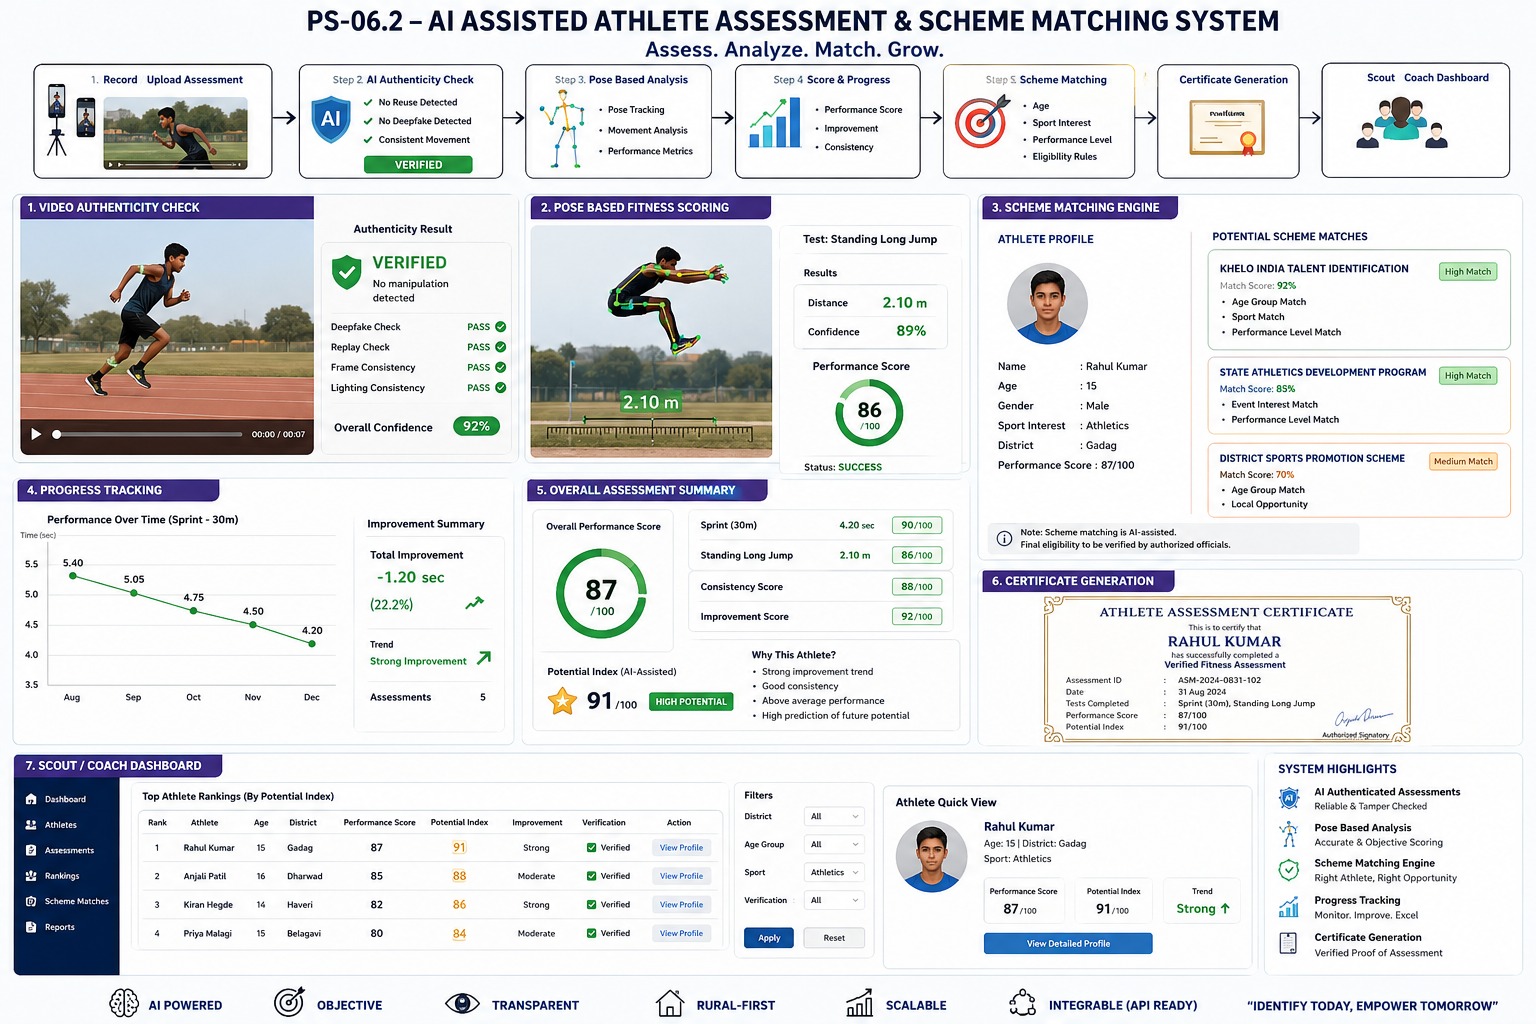 PS-06.2 – AI ASSISTED ATHLETE ASSESSMENT & SCHEME MATCHING SYSTEM
Assess. Analyze. Match. Grow.
1. Record Upload Assessment
Step 2. AI Authenticity Check
No Reuse Detected
No Deepfake Detected
Consistent Movement
AI
VERIFIED
Step 3. Pose Based Analysis
Pose Tracking
Movement Analysis
Performance Metrics
Step 4 Score & Progress
Performance Score
Improvement
Consistency
Step 5. Scheme Matching
Age
Sport Interest
Performance Level
Eligibility Rules
Certificate Generation
Scout Coach Dashboard
1. VIDEO AUTHENTICITY CHECK
00:00 / 00:07
Authenticity Result
VERIFIED
No manipulation
detected
Deepfake Check PASS
Replay Check PASS
Frame Consistency PASS
Lighting Consistency PASS
Overall Confidence 92%
2. POSE BASED FITNESS SCORING
2.10 m
Test: Standing Long Jump
Results
Distance 2.10 m
Confidence 89%
Performance Score
86
/100
Status: SUCCESS
3. SCHEME MATCHING ENGINE
ATHLETE PROFILE
Name : Rahul Kumar
Age : 15
Gender : Male
Sport Interest : Athletics
District : Gadag
Performance Score : 87/100
POTENTIAL SCHEME MATCHES
KHELO INDIA TALENT IDENTIFICATION High Match
Match Score: 92%
• Age Group Match
• Sport Match
• Performance Level Match
STATE ATHLETICS DEVELOPMENT PROGRAM High Match
Match Score: 85%
• Event Interest Match
• Performance Level Match
DISTRICT SPORTS PROMOTION SCHEME Medium Match
Match Score: 70%
• Age Group Match
• Local Opportunity
Note: Scheme matching is AI-assisted.
Final eligibility to be verified by authorized officials.
4. PROGRESS TRACKING
Performance Over Time (Sprint - 30m)
Time (sec)
5.5
5.0
4.5
4.0
3.5
5.40
5.05
4.75
4.50
4.20
Aug Sep Oct Nov Dec
Improvement Summary
Total Improvement
-1.20 sec
(22.2%)
Trend
Strong Improvement
Assessments 5
5. OVERALL ASSESSMENT SUMMARY
Overall Performance Score
87
/100
Sprint (30m) 4.20 sec 90/100
Standing Long Jump 2.10 m 86/100
Consistency Score 88/100
Improvement Score 92/100
Potential Index (AI-Assisted)
91/100 HIGH POTENTIAL
Why This Athlete?
• Strong improvement trend
• Good consistency
• Above average performance
• High prediction of future potential
6. CERTIFICATE GENERATION
ATHLETE ASSESSMENT CERTIFICATE
This is to certify that
RAHUL KUMAR
has successfully completed a
Verified Fitness Assessment
Assessment ID : ASM-2024-0831-102
Date : 31 Aug 2024
Tests Completed : Sprint (30m), Standing Long Jump
Performance Score : 87/100
Potential Index : 91/100
Authorized Signatory
7. SCOUT / COACH DASHBOARD
Dashboard
Athletes
Assessments
Rankings
Scheme Matches
Reports
Top Athlete Rankings (By Potential Index)
Rank Athlete Age District Performance Score Potential Index Improvement Verification Action
1 Rahul Kumar 15 Gadag 87 91 Strong Verified View Profile
2 Anjali Patil 16 Dharwad 85 88 Moderate Verified View Profile
3 Kiran Hegde 14 Haveri 82 86 Strong Verified View Profile
4 Priya Malagi 15 Belagavi 80 84 Moderate Verified View Profile
Filters
District All
Age Group All
Sport Athletics
Verification All
Apply Reset
Athlete Quick View
Rahul Kumar
Age: 15 | District: Gadag
Sport: Athletics
Performance Score
87/100
Potential Index
91/100
Trend
Strong ↑
View Detailed Profile
SYSTEM HIGHLIGHTS
AI
AI Authenticated Assessments
Reliable & Tamper Checked
Pose Based Analysis
Accurate & Objective Scoring
Scheme Matching Engine
Right Athlete, Right Opportunity
Progress Tracking
Monitor. Improve. Excel
Certificate Generation
Verified Proof of Assessment
AI POWERED
OBJECTIVE
TRANSPARENT
RURAL-FIRST
SCALABLE
INTEGRABLE (API READY)
“IDENTIFY TODAY, EMPOWER TOMORROW”